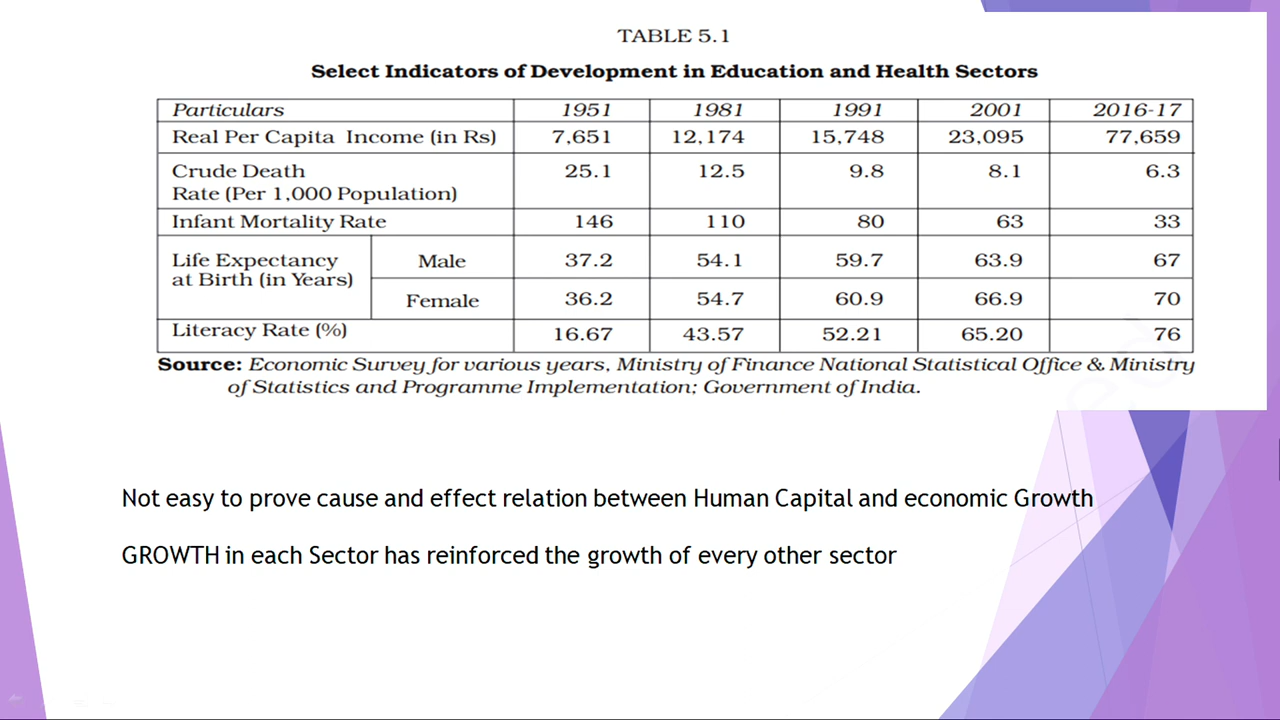 TABLE 5.1
Select Indicators of Development in Education and Health Sectors
Particulars 1951 1981 1991 2001 2016-17
Real Per Capita Income (in Rs) 7,651 12,174 15,748 23,095 77,659
Crude Death
Rate (Per 1,000 Population) 25.1 12.5 9.8 8.1 6.3
Infant Mortality Rate 146 110 80 63 33
Life Expectancy
at Birth (in Years)
Male 37.2 54.1 59.7 63.9 67
Female 36.2 54.7 60.9 66.9 70
Literacy Rate (%) 16.67 43.57 52.21 65.20 76
Source: Economic Survey for various years, Ministry of Finance National Statistical Office & Ministry
of Statistics and Programme Implementation; Government of India.
Not easy to prove cause and effect relation between Human Capital and economic Growth
GROWTH in each Sector has reinforced the growth of every other sector